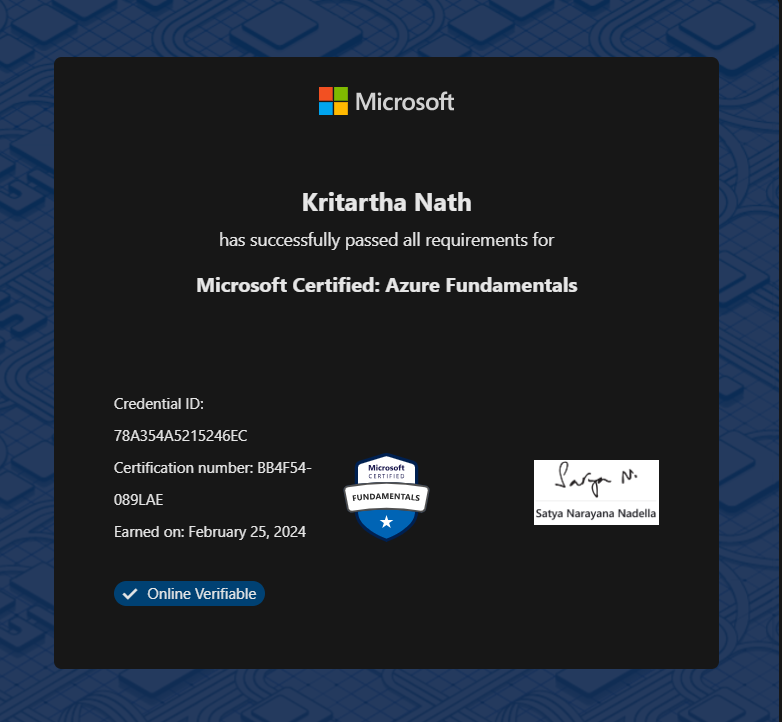 Microsoft
Kritartha Nath
has successfully passed all requirements for
Microsoft Certified: Azure Fundamentals
Credential ID:
78A354A5215246EC
Certification number: BB4F54-
089LAE
Earned on: February 25, 2024
Microsoft
CERTIFIED
FUNDAMENTALS
Satya N.
Satya Narayana Nadella
Online Verifiable